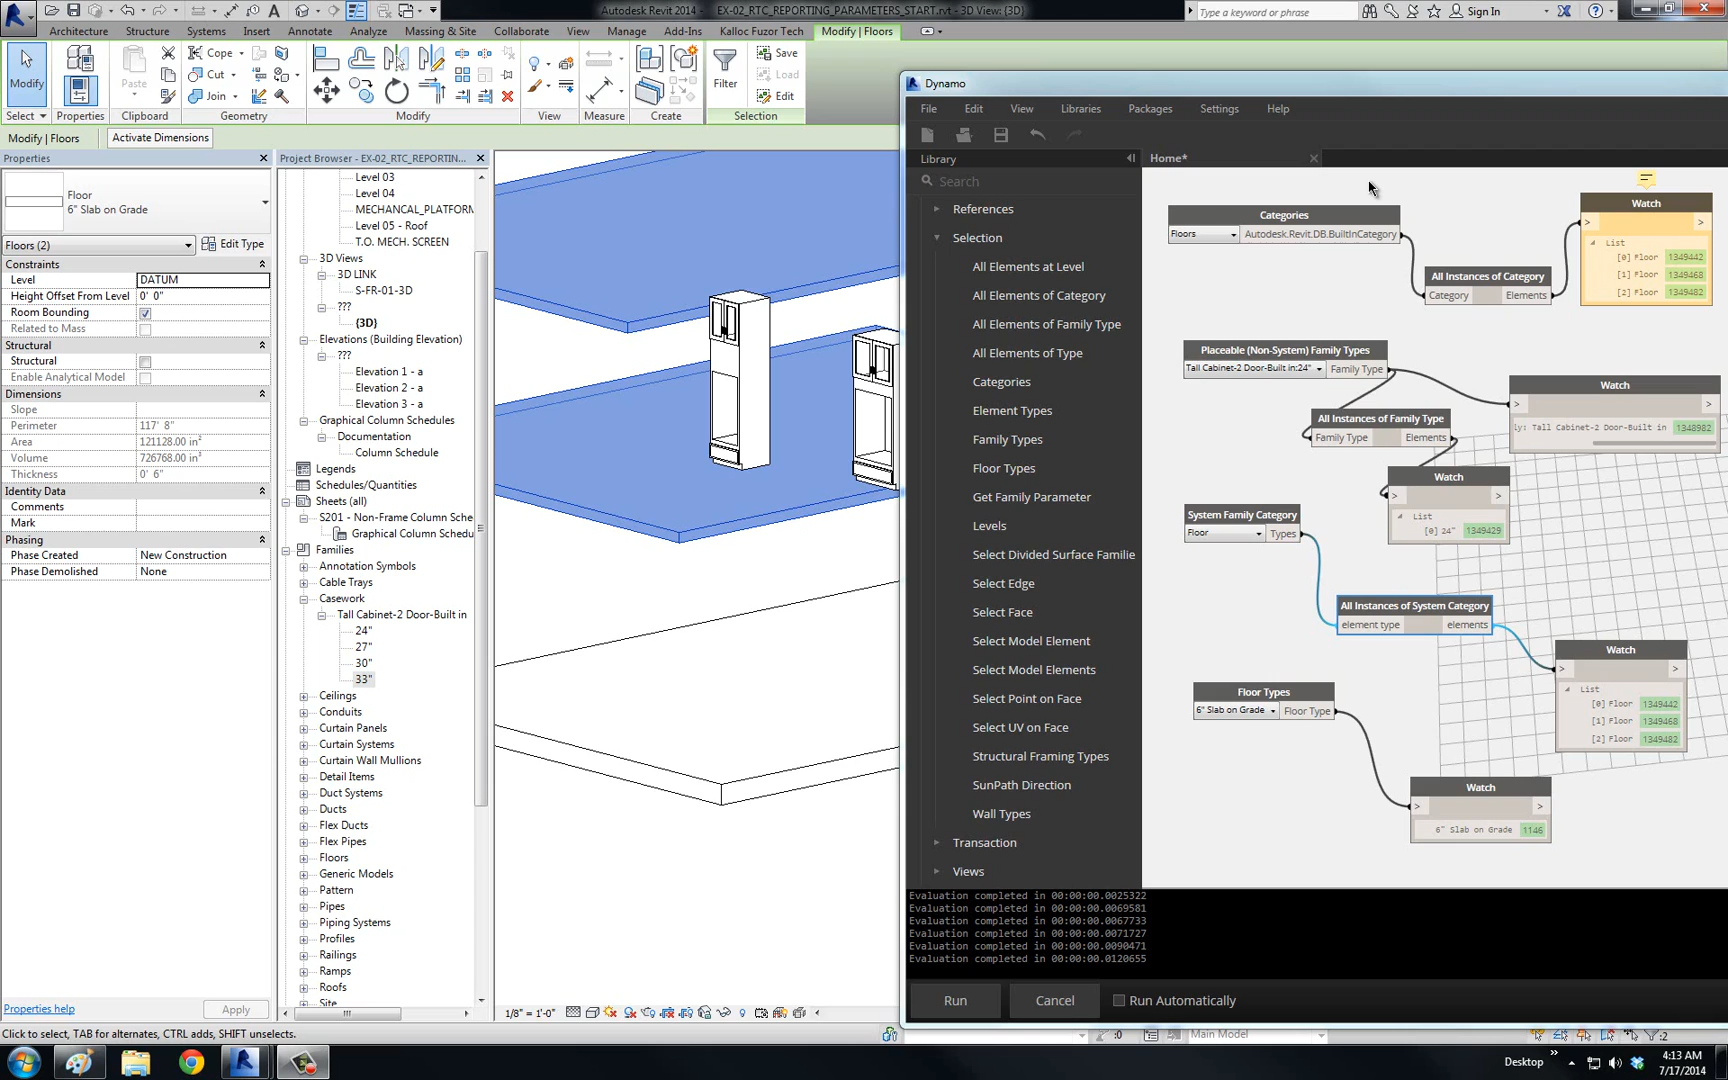 Autodesk Revit 2014 - EX-02_RTC_REPORTING_PARAMETERS_START.rvt - 3D View: {3D}
Type a keyword or phrase
Sign In
Architecture Structure Systems Insert Annotate Analyze Massing & Site Collaborate View Manage Add-Ins Kalloc Fuzor Tech Modify | Floors
Modify
Properties
Paste
Cope
Cut
Join
Filter
Save
Load
Edit
Select Properties Clipboard Geometry Modify View Measure Create Selection
Modify | Floors Activate Dimensions
Properties
Floor
6" Slab on Grade
Floors (2)
Edit Type
Constraints
Level DATUM
Height Offset From Level 0' 0"
Room Bounding
Related to Mass
Structural
Structural
Enable Analytical Model
Dimensions
Slope
Perimeter 117' 8"
Area 121128.00 in²
Volume 726768.00 in³
Thickness 0' 6"
Identity Data
Comments
Mark
Phasing
Phase Created New Construction
Phase Demolished None
Properties help
Apply
Project Browser - EX-02_RTC_REPORTIN...
Level 03
Level 04
MECHANCAL_PLATFORM
Level 05 - Roof
T.O. MECH. SCREEN
3D Views
3D LINK
S-FR-01-3D
???
{3D}
Elevations (Building Elevation)
???
Elevation 1 - a
Elevation 2 - a
Elevation 3 - a
Graphical Column Schedules
Documentation
Column Schedule
Legends
Schedules/Quantities
Sheets (all)
S201 - Non-Frame Column Sche
Graphical Column Schedu
Families
Annotation Symbols
Cable Trays
Casework
Tall Cabinet-2 Door-Built in
24"
27"
30"
33"
Ceilings
Conduits
Curtain Panels
Curtain Systems
Curtain Wall Mullions
Detail Items
Duct Systems
Ducts
Flex Ducts
Flex Pipes
Floors
Generic Models
Pattern
Pipes
Piping Systems
Profiles
Railings
Ramps
Roofs
Site
1/8" = 1'-0"
Dynamo
File Edit View Libraries Packages Settings Help
Library
Home*
Search
References
Selection
All Elements at Level
All Elements of Category
All Elements of Family Type
All Elements of Type
Categories
Element Types
Family Types
Floor Types
Get Family Parameter
Levels
Select Divided Surface Familie
Select Edge
Select Face
Select Model Element
Select Model Elements
Select Point on Face
Select UV on Face
Structural Framing Types
SunPath Direction
Wall Types
Transaction
Views
Categories
Floors Autodesk.Revit.DB.BuiltInCategory
All Instances of Category
Category Elements
Watch
> >
List
[0] Floor 1349442
[1] Floor 1349468
[2] Floor 1349482
Placeable (Non-System) Family Types
Tall Cabinet-2 Door-Built in:24" Family Type
All Instances of Family Type
Family Type Elements
Watch
> >
ly: Tall Cabinet-2 Door-Built in 1348982
Watch
> >
List
[0] 24" 1349429
System Family Category
Floor Types
All Instances of System Category
element type elements
Watch
> >
List
[0] Floor 1349442
[1] Floor 1349468
[2] Floor 1349482
Floor Types
6" Slab on Grade Floor Type
Watch
> >
6" Slab on Grade 1146
Evaluation completed in 00:00:00.0025322
Evaluation completed in 00:00:00.0069581
Evaluation completed in 00:00:00.0067733
Evaluation completed in 00:00:00.0071727
Evaluation completed in 00:00:00.0090471
Evaluation completed in 00:00:00.0120655
Run Cancel Run Automatically
Click to select, TAB for alternates, CTRL adds, SHIFT unselects.
:0 Main Model :2
Desktop
4:13 AM
7/17/2014